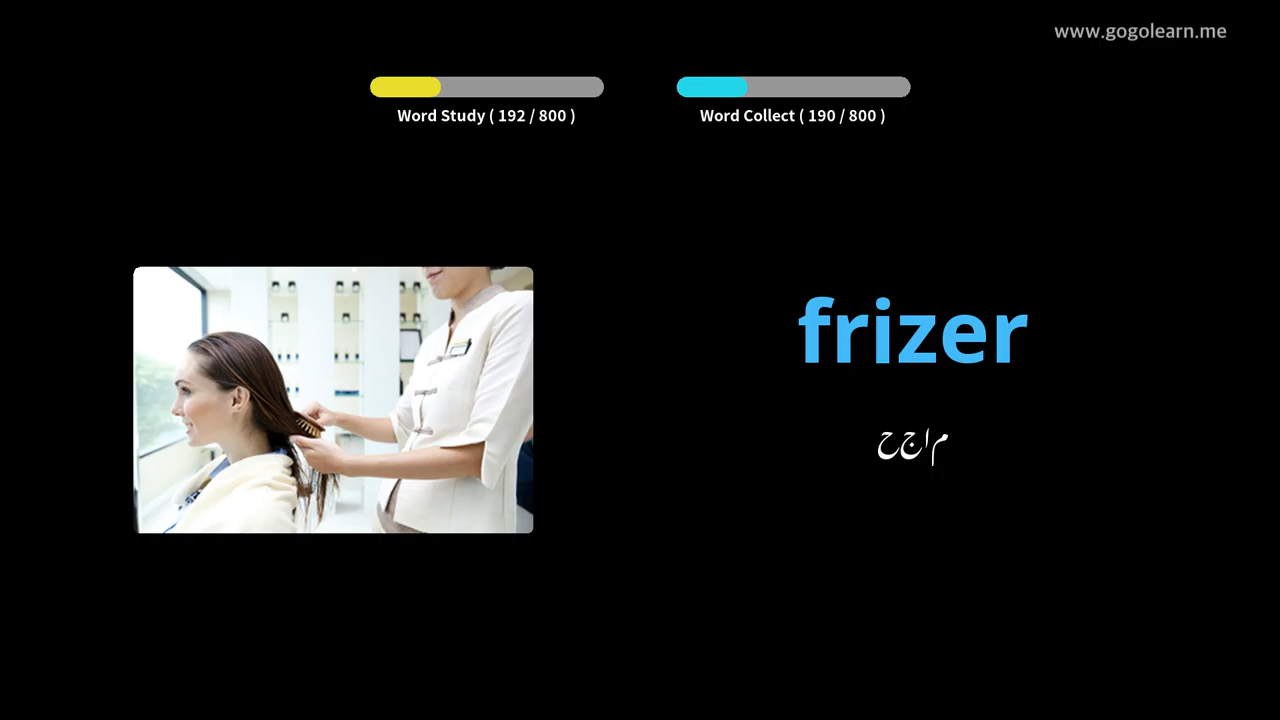 www.gogolearn.me
Word Study ( 192 / 800 )
Word Collect ( 190 / 800 )
frizer
حجام